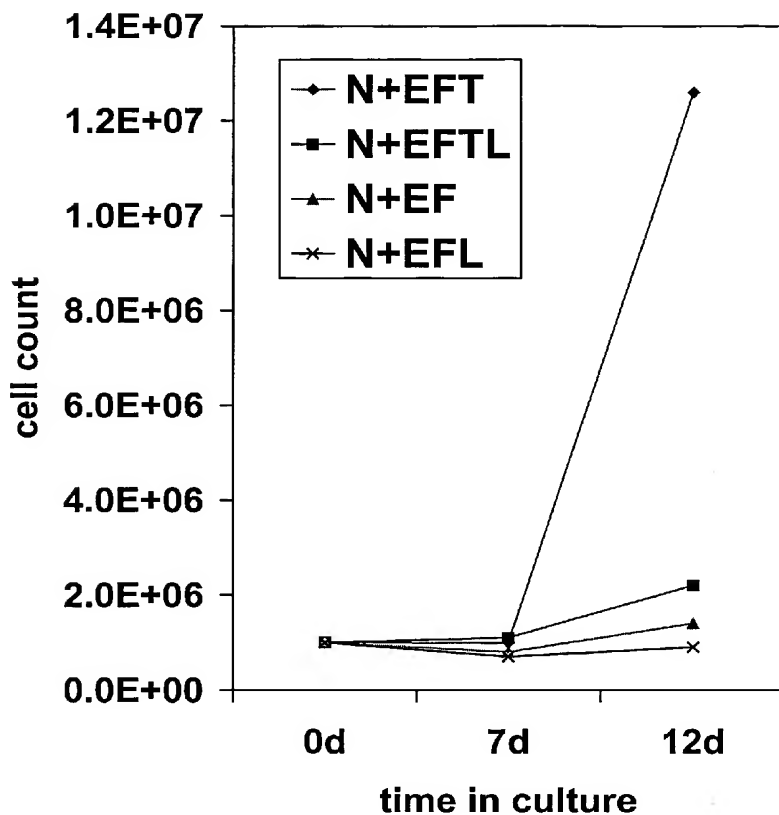 1.4E+07
1.2E+07
1.0E+07
8.0E+06
6.0E+06
4.0E+06
2.0E+06
0.0E+00
cell count
N+EFT
N+EFTL
N+EF
N+EFL
0d 7d 12d
time in culture